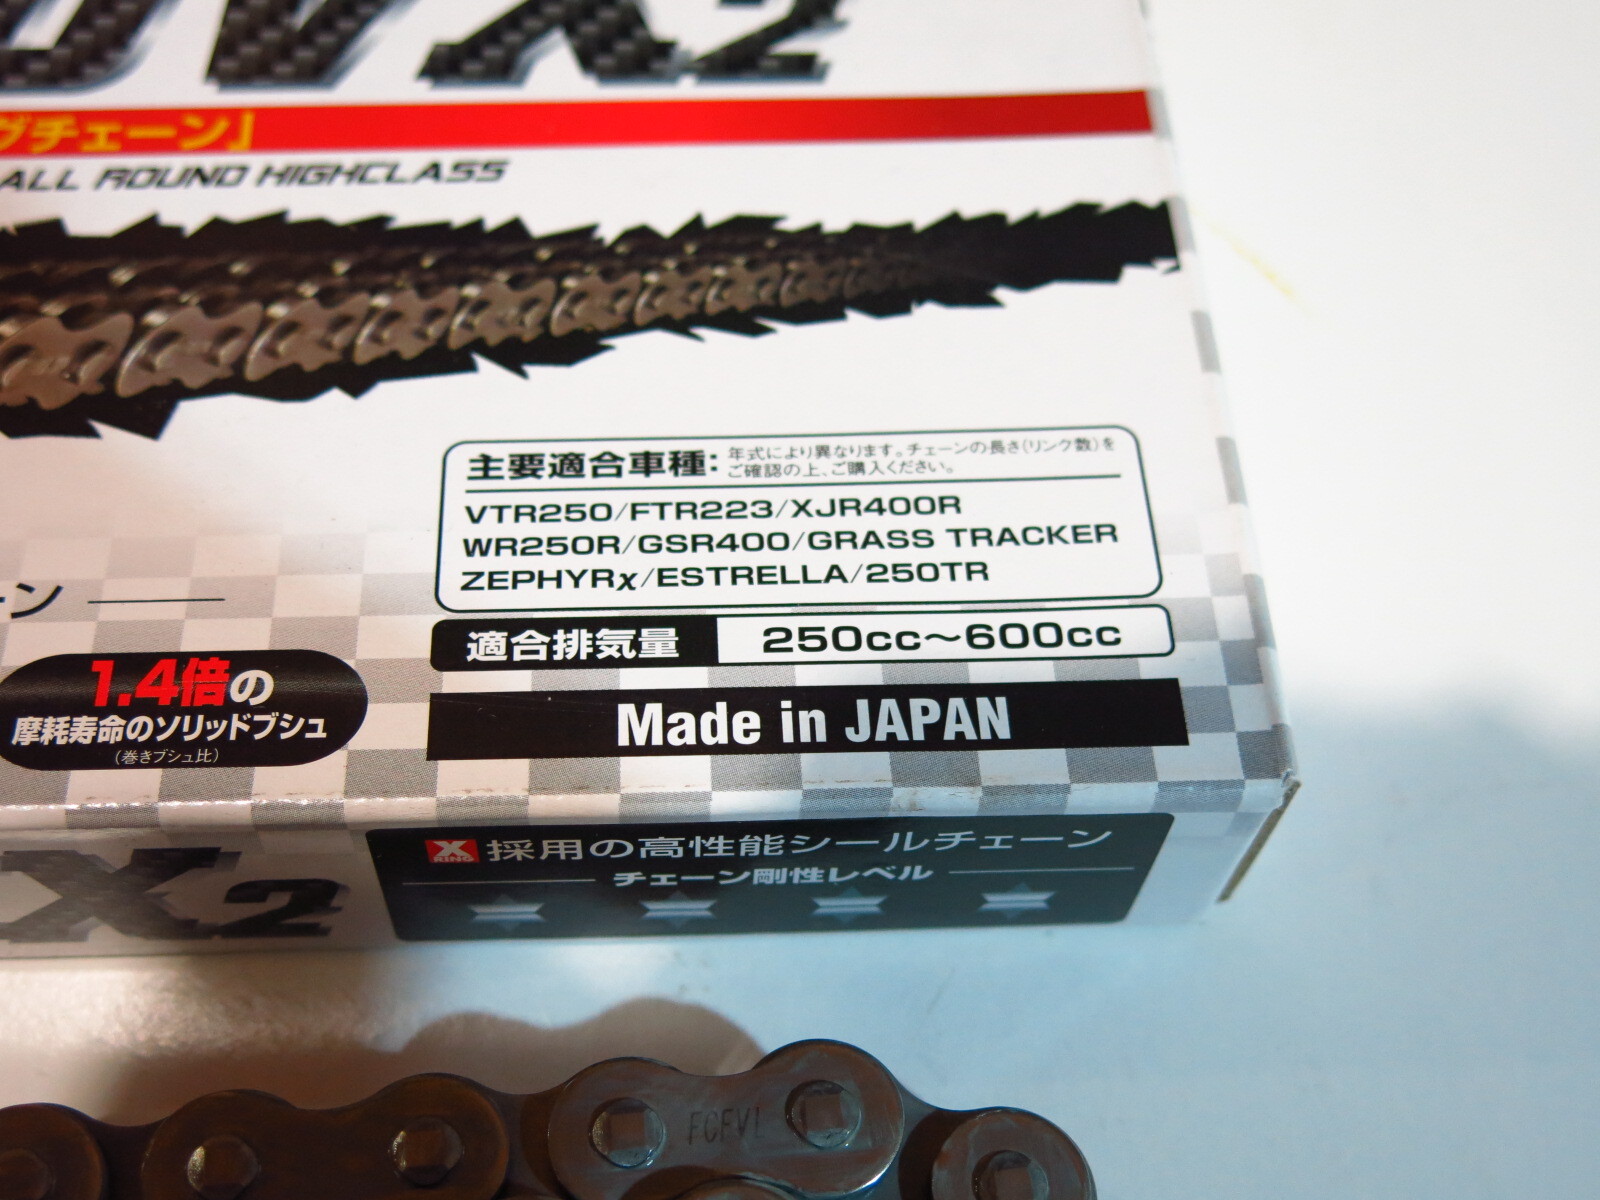 VX2
グチェーン』
ALL ROUND HIGHCLASS
主要適合車種: 年式により異なります。チェーンの長さ(リンク数)を
ご確認の上、ご購入ください。
VTR250/FTR223/XJR400R
WR250R/GSR400/GRASS TRACKER
ZEPHYRχ/ESTRELLA/250TR
ーン
適合排気量 250cc～600cc
1.4倍の
摩耗寿命のソリッドブシュ
(巻きブシュ比)
Made in JAPAN
X RING 採用の高性能シールチェーン
チェーン剛性レベル
X2